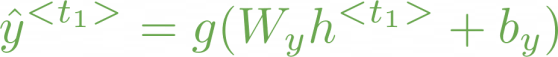 ŷ^{<t_1>} = g(W_y h^{<t_1>} + b_y)